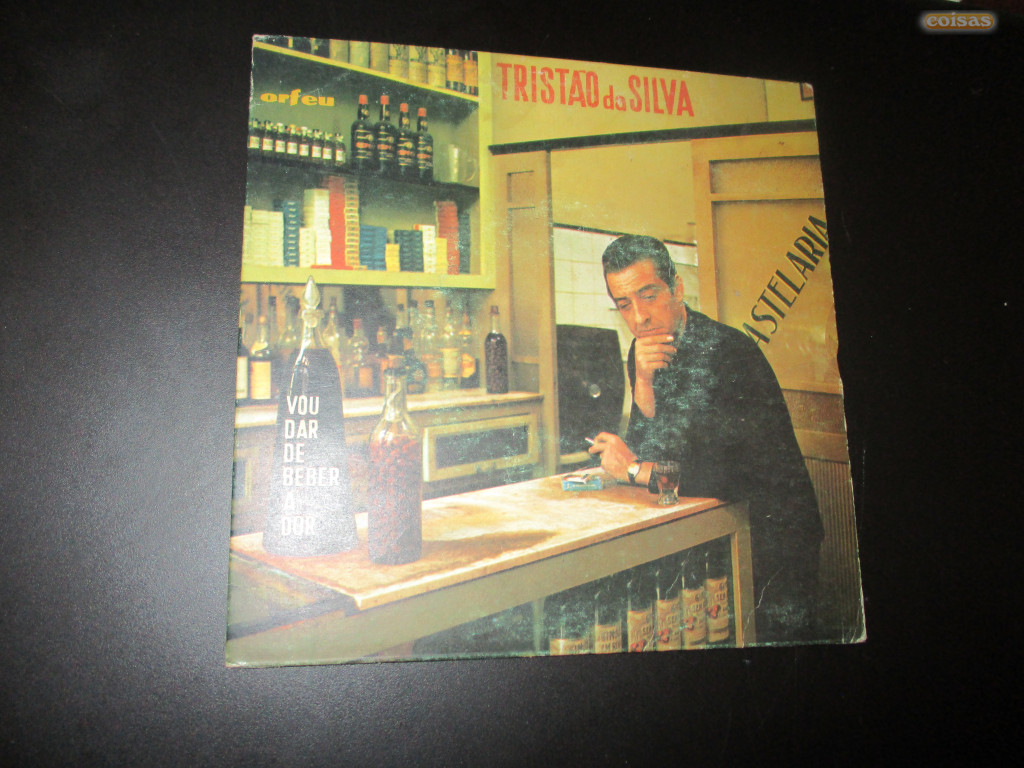 coisas
orfeu
TRISTÃO da SILVA
ASTELARIA
VOU
DAR
DE
BEBER
À
DOR